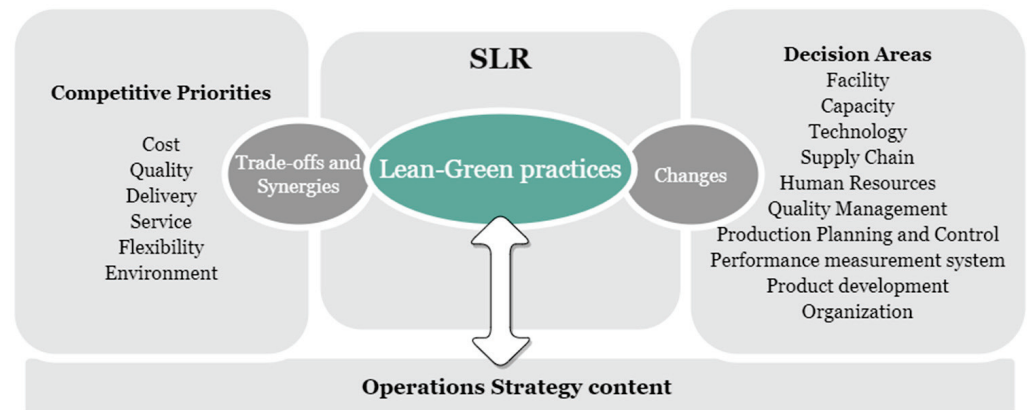 Competitive Priorities
Cost
Quality
Delivery
Service
Flexibility
Environment
Trade-offs and
Synergies
SLR
Lean-Green practices
Changes
Decision Areas
Facility
Capacity
Technology
Supply Chain
Human Resources
Quality Management
Production Planning and Control
Performance measurement system
Product development
Organization
Operations Strategy content